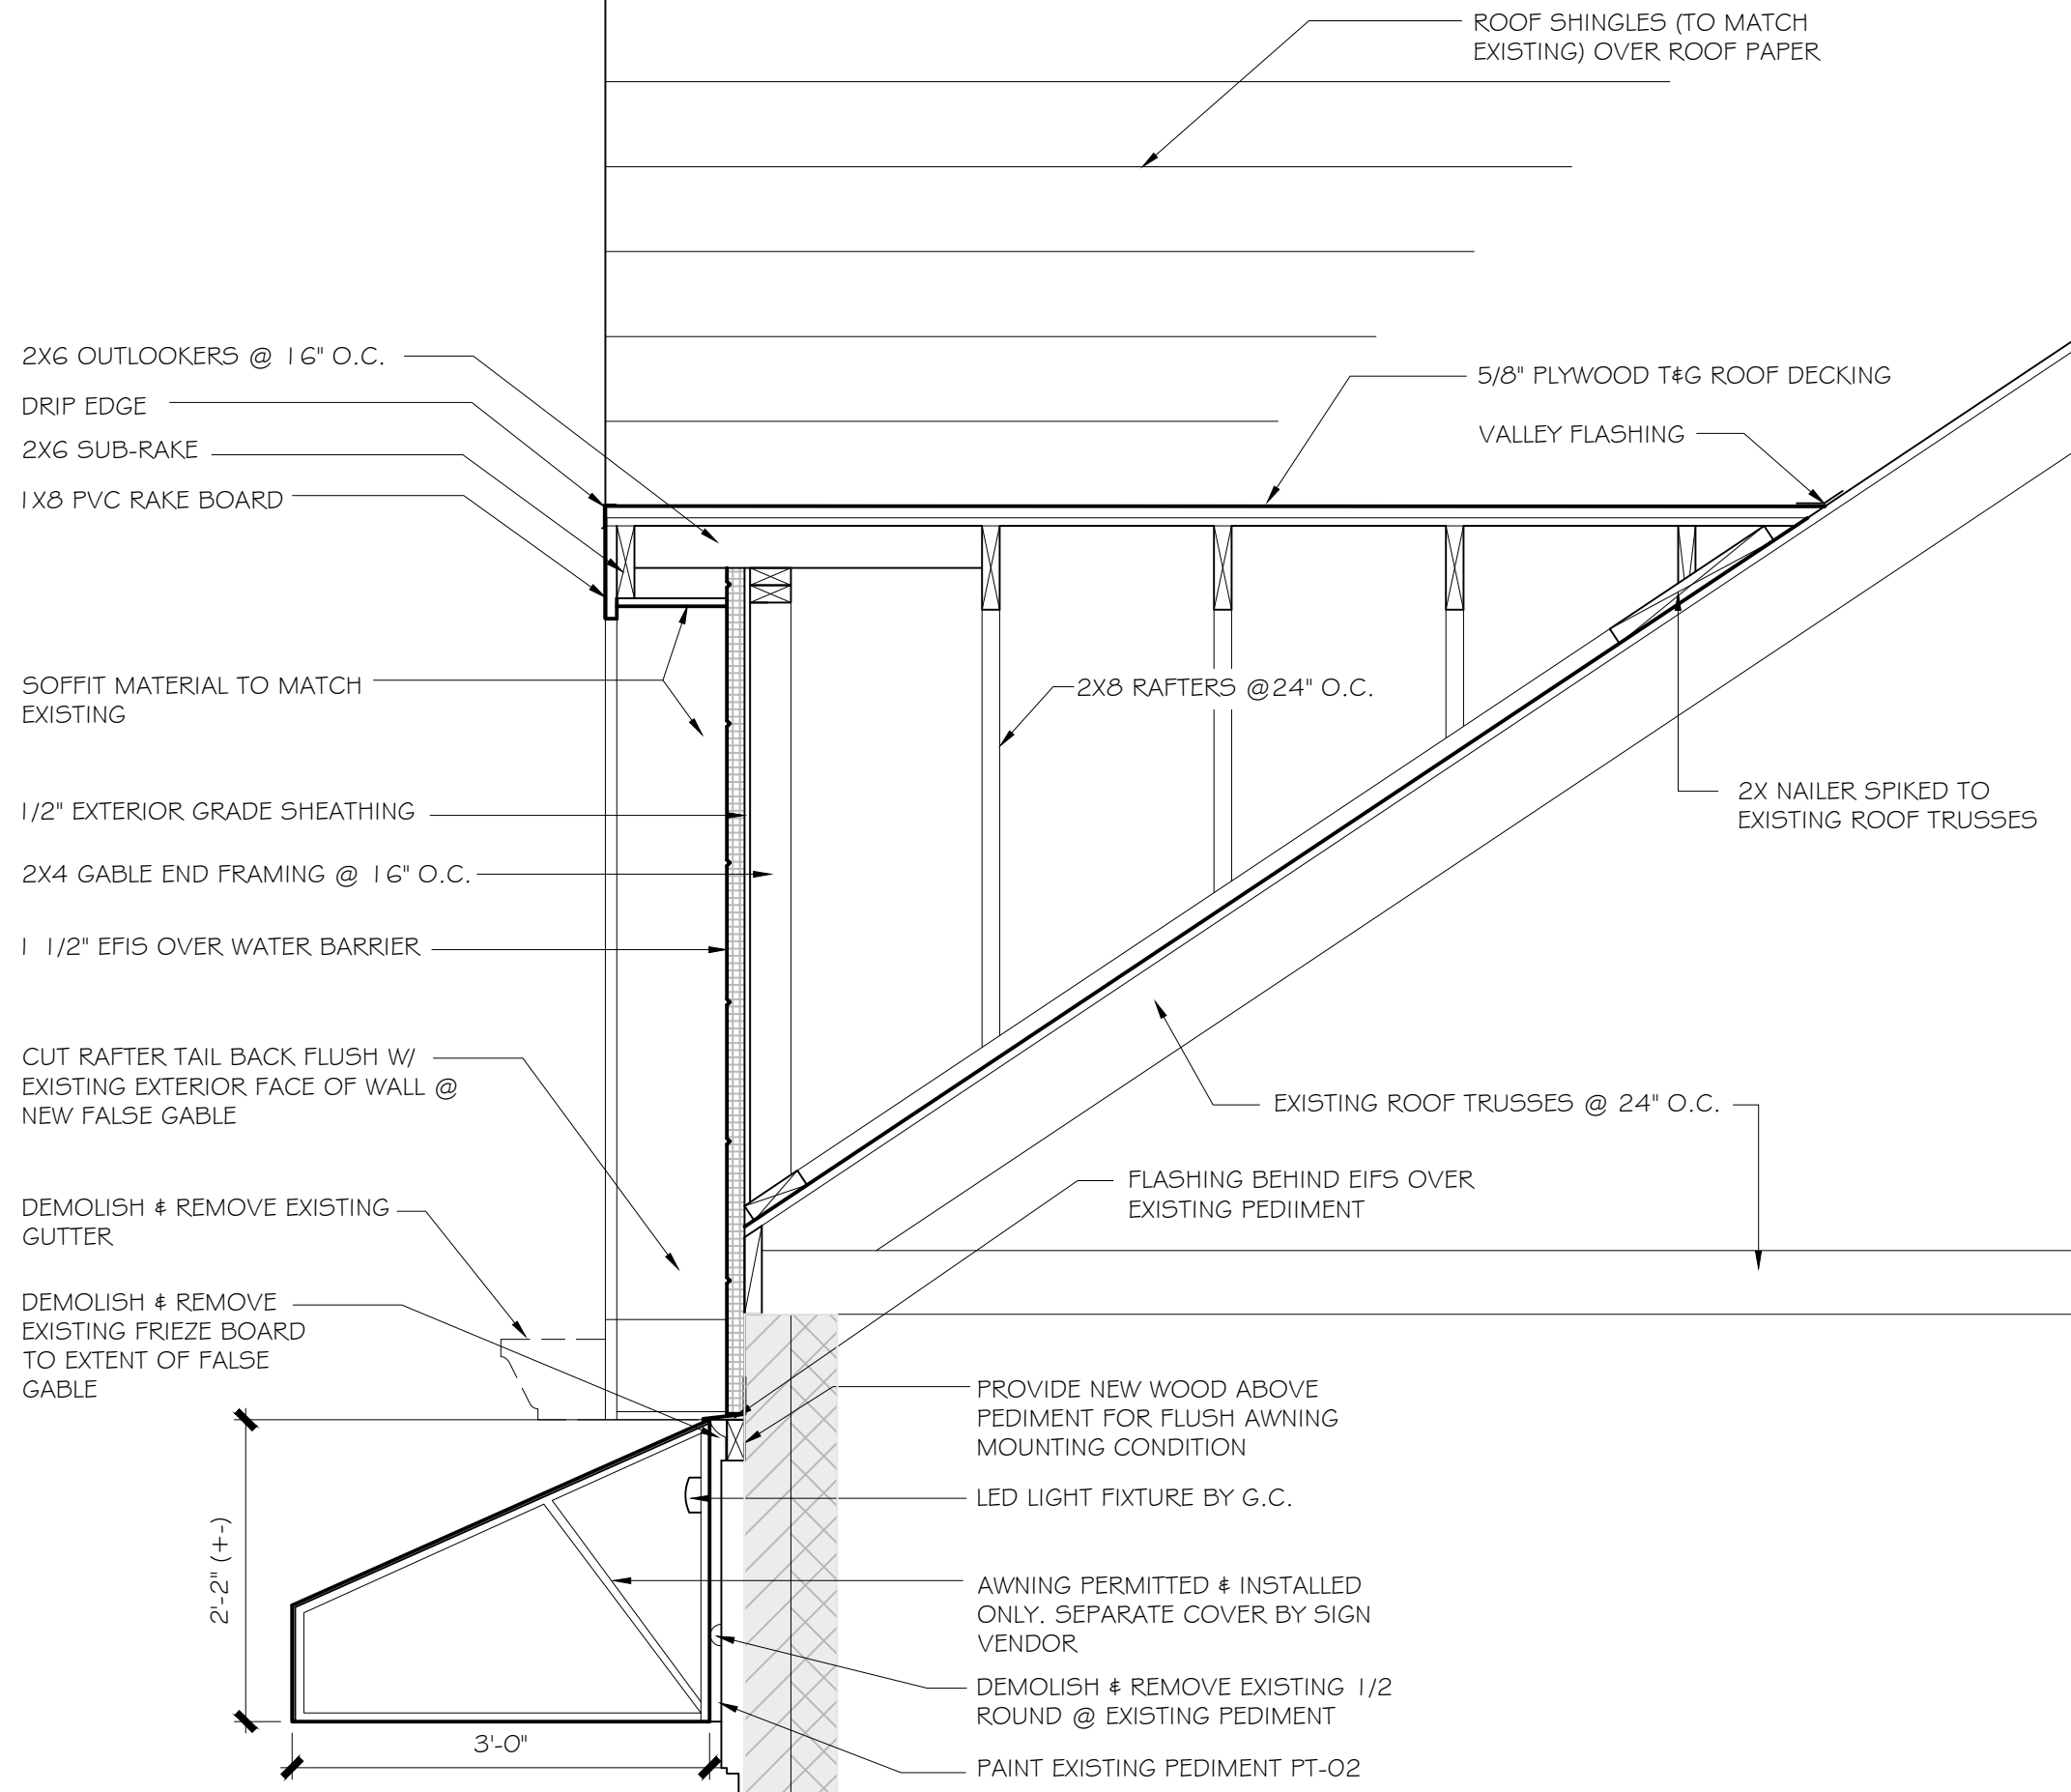 ROOF SHINGLES (TO MATCH
EXISTING) OVER ROOF PAPER
2X6 OUTLOOKERS @ 16" O.C.
DRIP EDGE
2X6 SUB-RAKE
1X8 PVC RAKE BOARD
5/8" PLYWOOD T&G ROOF DECKING
VALLEY FLASHING
SOFFIT MATERIAL TO MATCH
EXISTING
2X8 RAFTERS @24" O.C.
1/2" EXTERIOR GRADE SHEATHING
2X NAILER SPIKED TO
EXISTING ROOF TRUSSES
2X4 GABLE END FRAMING @ 16" O.C.
1 1/2" EFIS OVER WATER BARRIER
CUT RAFTER TAIL BACK FLUSH W/
EXISTING EXTERIOR FACE OF WALL @
NEW FALSE GABLE
EXISTING ROOF TRUSSES @ 24" O.C.
FLASHING BEHIND EIFS OVER
EXISTING PEDIIMENT
DEMOLISH & REMOVE EXISTING
GUTTER
DEMOLISH & REMOVE
EXISTING FRIEZE BOARD
TO EXTENT OF FALSE
GABLE
PROVIDE NEW WOOD ABOVE
PEDIMENT FOR FLUSH AWNING
MOUNTING CONDITION
LED LIGHT FIXTURE BY G.C.
2'-2" (+-)
AWNING PERMITTED & INSTALLED
ONLY. SEPARATE COVER BY SIGN
VENDOR
DEMOLISH & REMOVE EXISTING 1/2
ROUND @ EXISTING PEDIMENT
3'-0"
PAINT EXISTING PEDIMENT PT-02